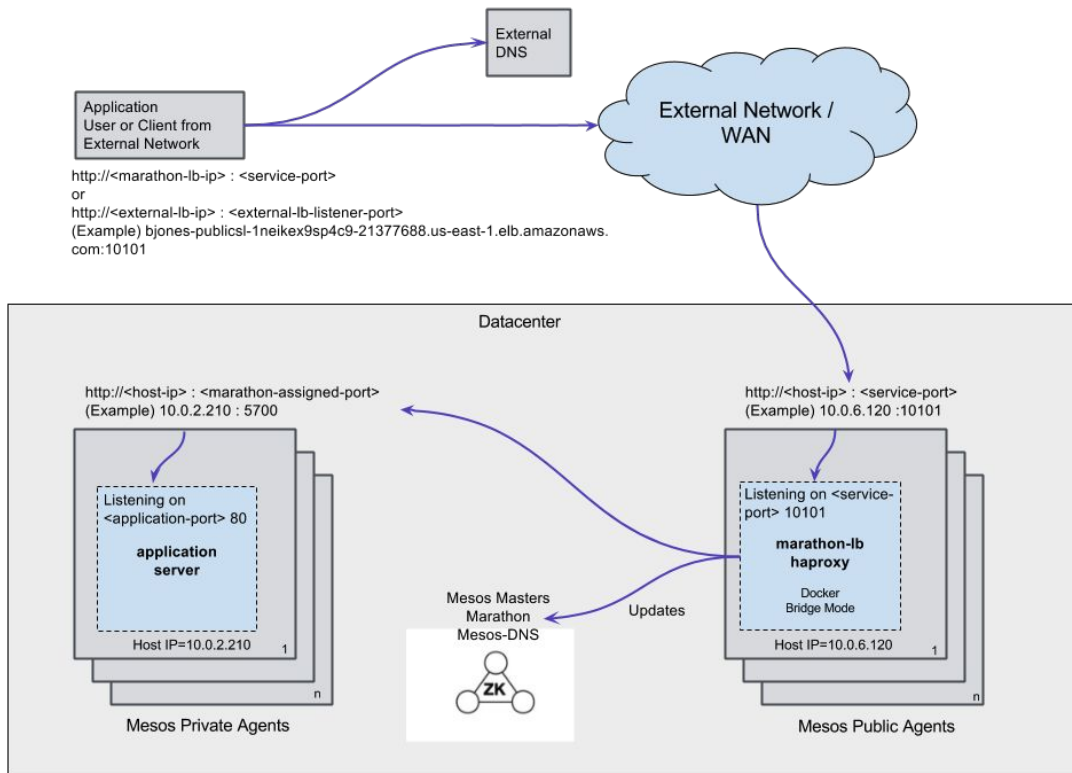 External
DNS
Application
User or Client from
External Network
External Network /
WAN
http://<marathon-lb-ip> : <service-port>
or
http://<external-lb-ip> : <external-lb-listener-port>
(Example) bjones-publicsl-1neikex9sp4c9-21377688.us-east-1.elb.amazonaws.
com:10101
Datacenter
http://<host-ip> : <marathon-assigned-port>
(Example) 10.0.2.210 : 5700
http://<host-ip> : <service-port>
(Example) 10.0.6.120 :10101
Listening on
<application-port> 80
application
server
Host IP=10.0.2.210
1
n
Mesos Private Agents
Mesos Masters
Marathon
Mesos-DNS
Updates
ZK
Listening on <service-
port> 10101
marathon-lb
haproxy
Docker
Bridge Mode
Host IP=10.0.6.120
1
n
Mesos Public Agents